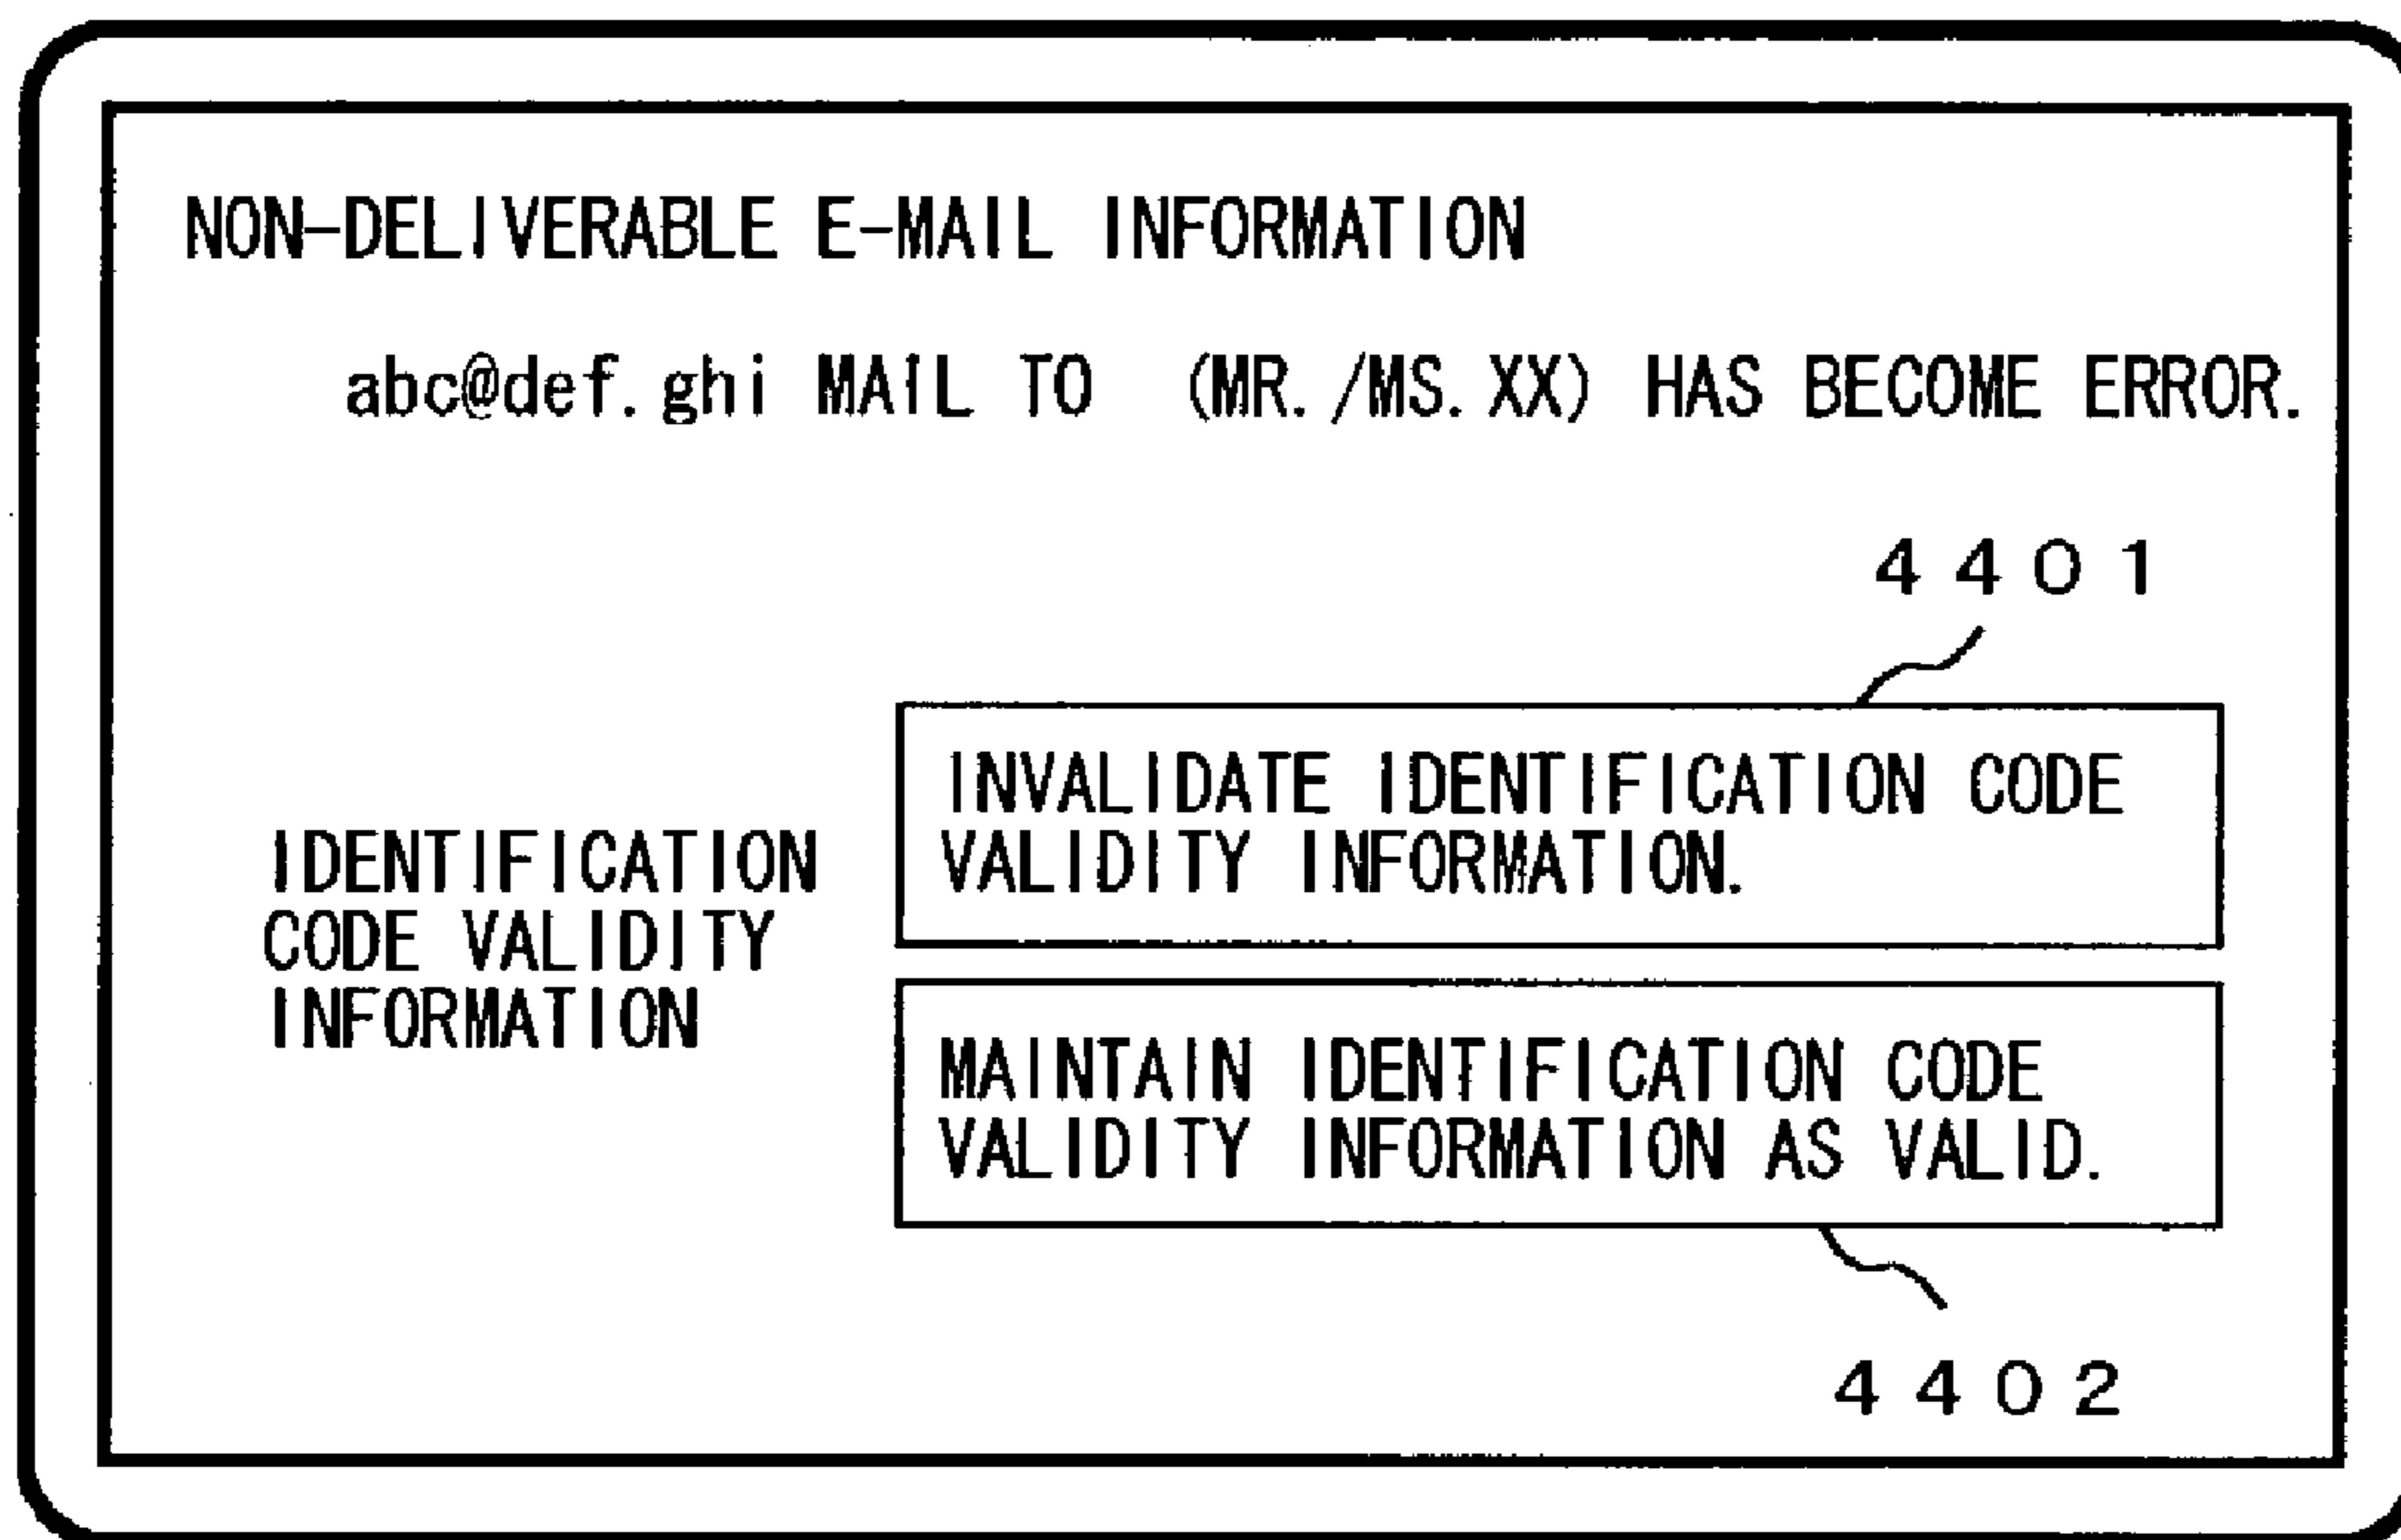 NON-DELIVERABLE E-MAIL INFORMATION
abc@def.ghi MAIL TO (MR./MS.XX) HAS BECOME ERROR.
4401
INVALIDATE IDENTIFICATION CODE
VALIDITY INFORMATION.
IDENTIFICATION
CODE VALIDITY
INFORMATION
MAINTAIN IDENTIFICATION CODE
VALIDITY INFORMATION AS VALID.
4402